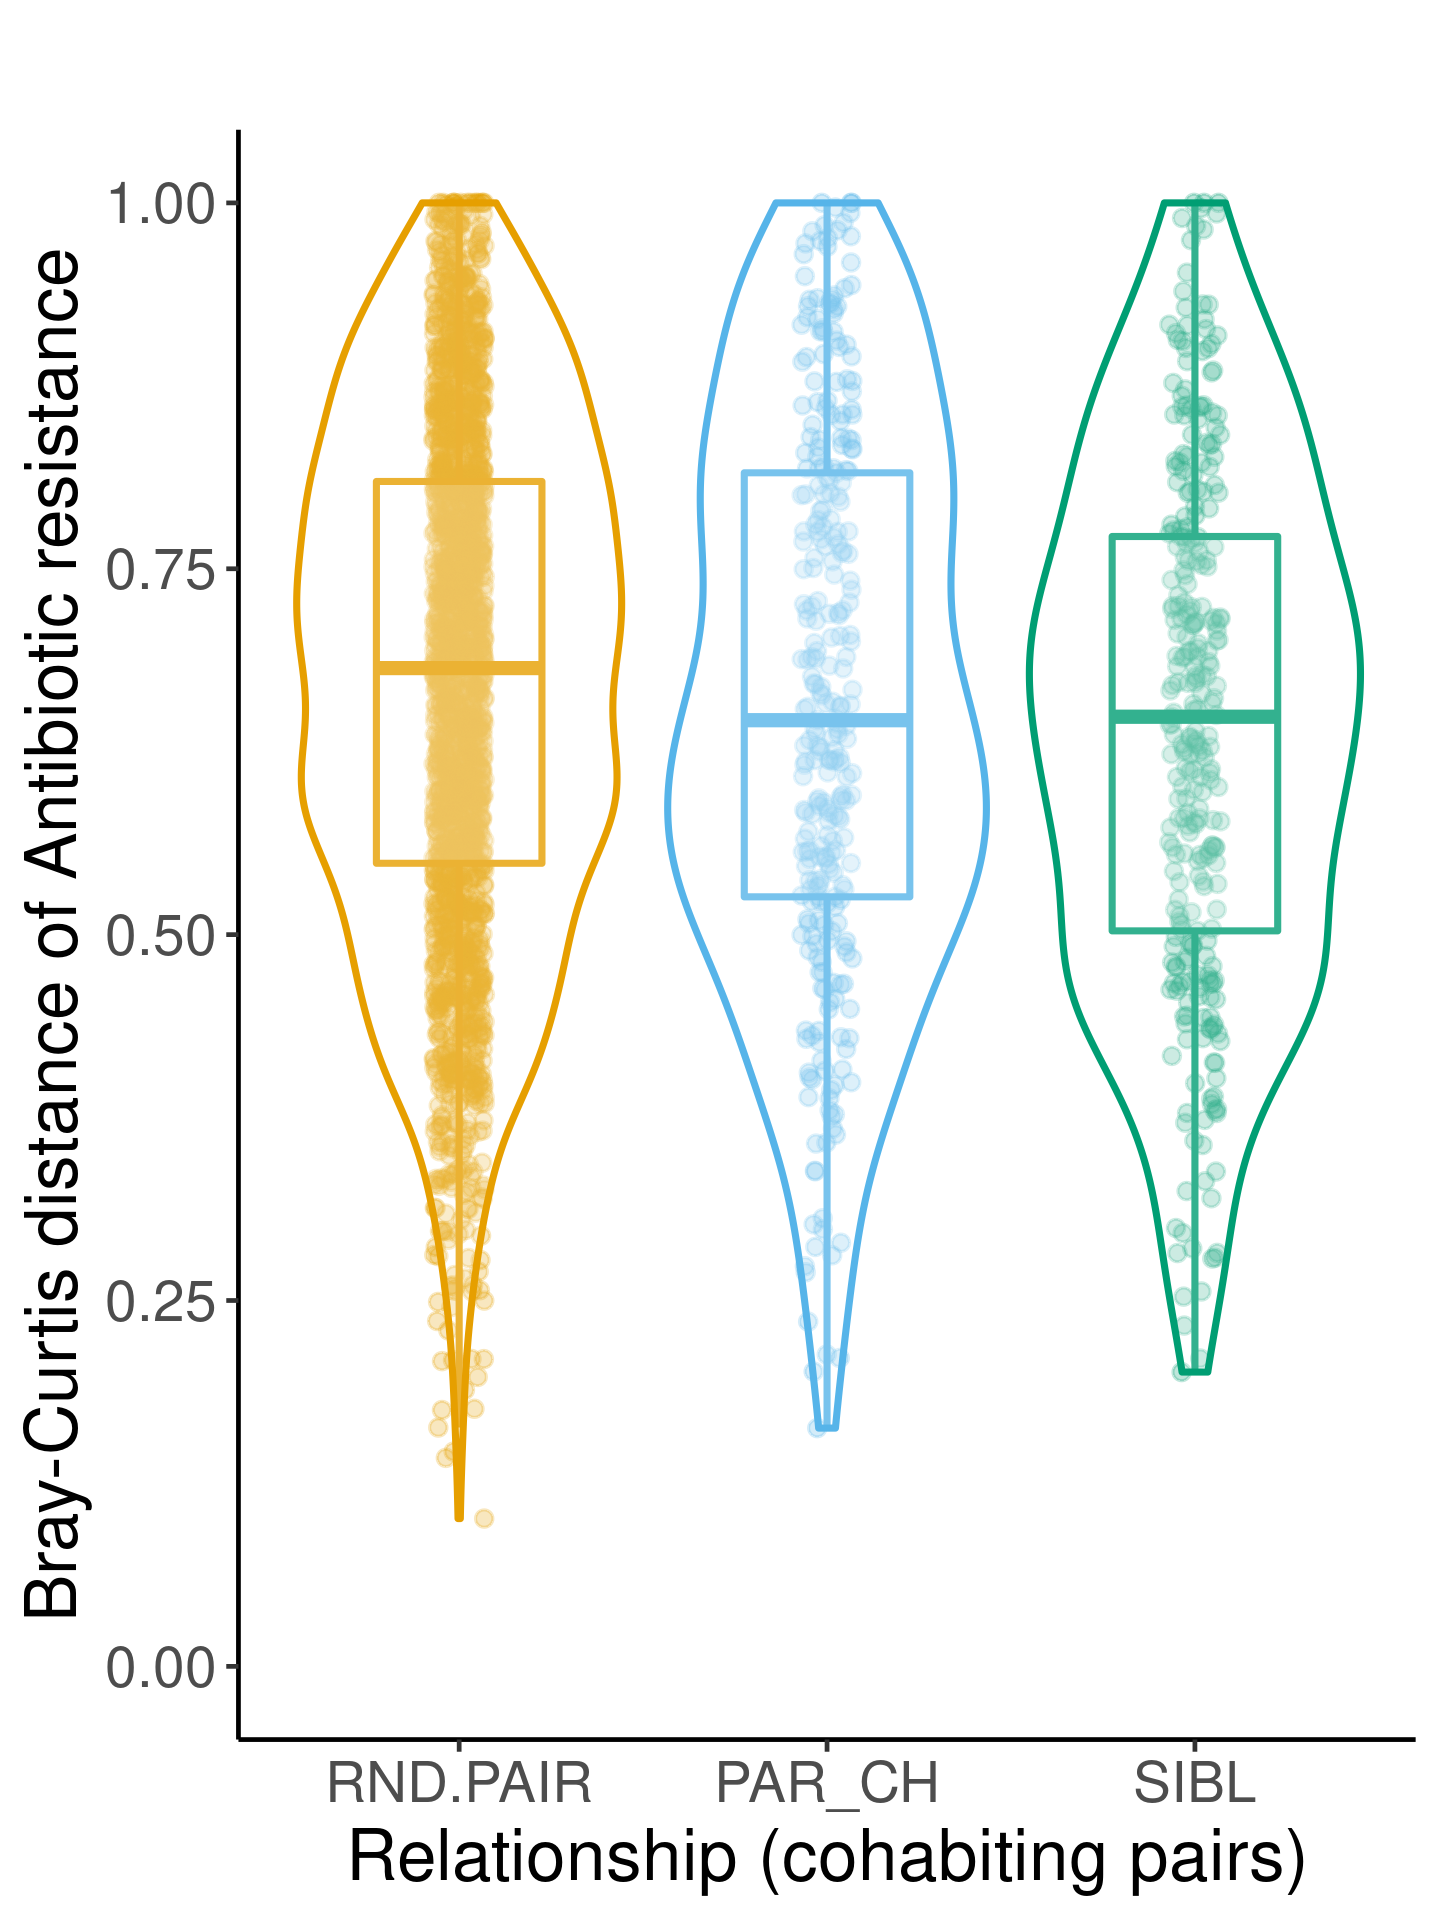 Bray-Curtis distance of Antibiotic resistance
1.00
0.75
0.50
0.25
0.00
RND.PAIR PAR_CH SIBL
Relationship (cohabiting pairs)